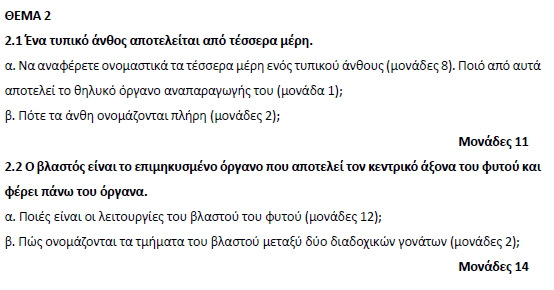 ΘΕΜΑ 2
2.1 Ένα τυπικό άνθος αποτελείται από τέσσερα μέρη.
α. Να αναφέρετε ονομαστικά τα τέσσερα μέρη ενός τυπικού άνθους (μονάδες 8). Ποιό από αυτά
αποτελεί το θηλυκό όργανο αναπαραγωγής του (μονάδα 1);
β. Πότε τα άνθη ονομάζονται πλήρη (μονάδες 2);
Μονάδες 11
2.2 Ο βλαστός είναι το επιμηκυσμένο όργανο που αποτελεί τον κεντρικό άξονα του φυτού και
φέρει πάνω του όργανα.
α. Ποιές είναι οι λειτουργίες του βλαστού του φυτού (μονάδες 12);
β. Πώς ονομάζονται τα τμήματα του βλαστού μεταξύ δύο διαδοχικών γονάτων (μονάδες 2);
Μονάδες 14